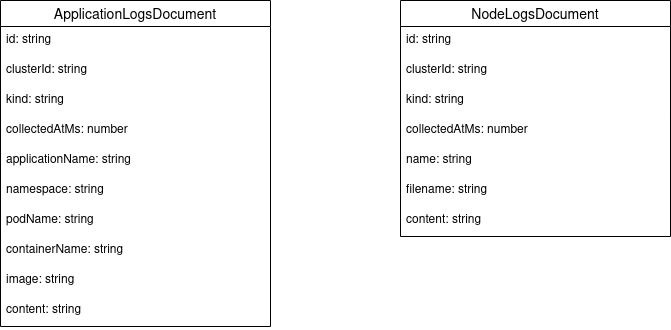 ApplicationLogsDocument
id: string
clusterId: string
kind: string
collectedAtMs: number
applicationName: string
namespace: string
podName: string
containerName: string
image: string
content: string
NodeLogsDocument
id: string
clusterId: string
kind: string
collectedAtMs: number
name: string
filename: string
content: string